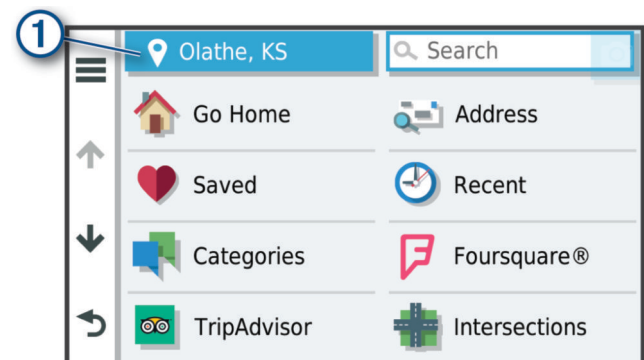 1
Olathe, KS
Search
Go Home
Address
Saved
Recent
Categories
Foursquare®
TripAdvisor
Intersections